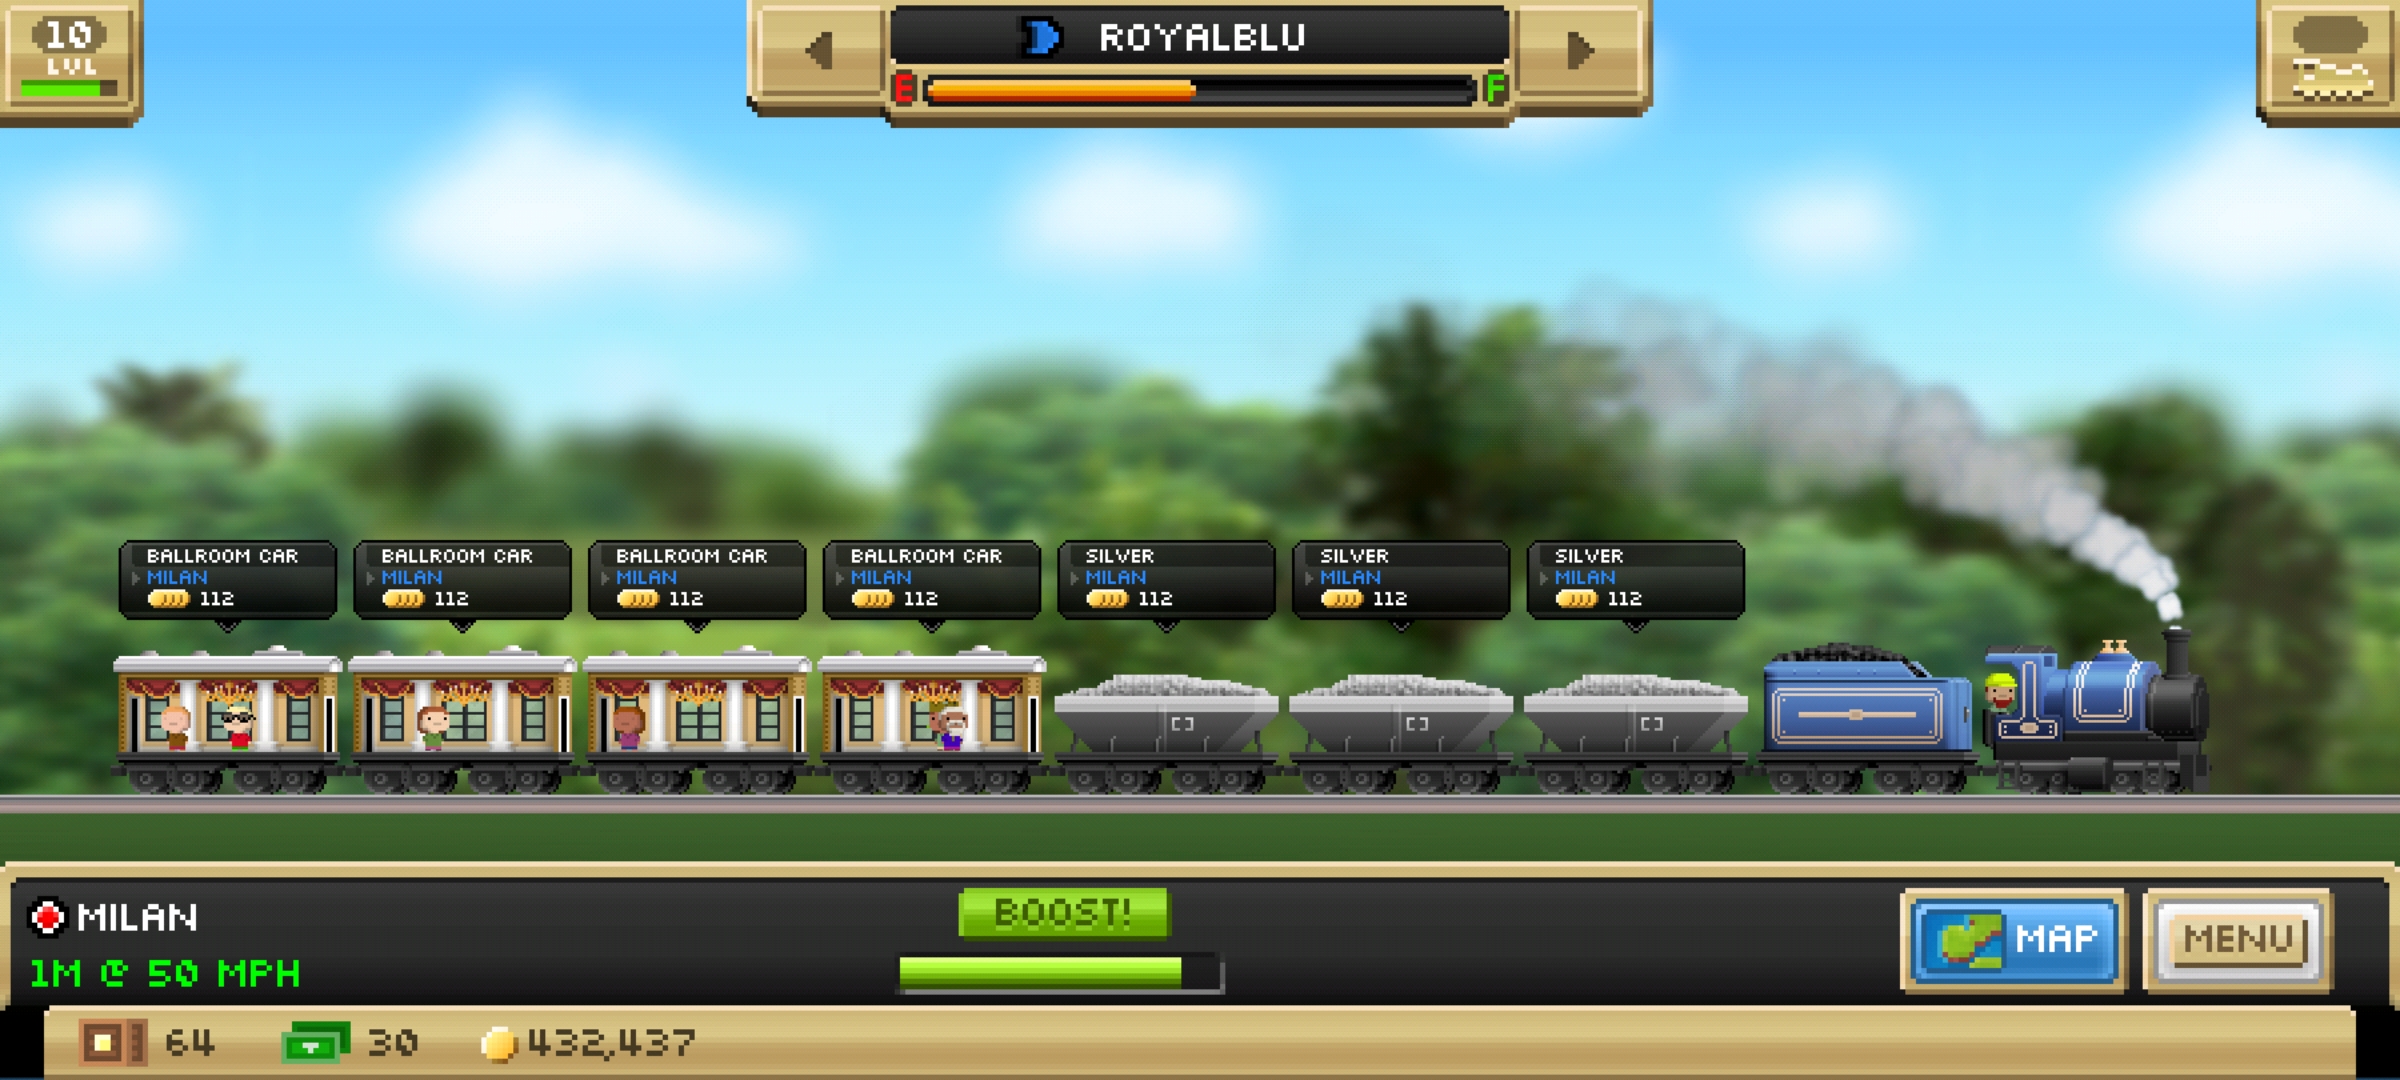 10
LVL
ROYALBLU
E F
BALLROOM CAR
MILAN
112
BALLROOM CAR
MILAN
112
BALLROOM CAR
MILAN
112
BALLROOM CAR
MILAN
112
SILVER
MILAN
112
SILVER
MILAN
112
SILVER
MILAN
112
MILAN
1M @ 50 MPH
BOOST!
MAP
MENU
64 30 432,437